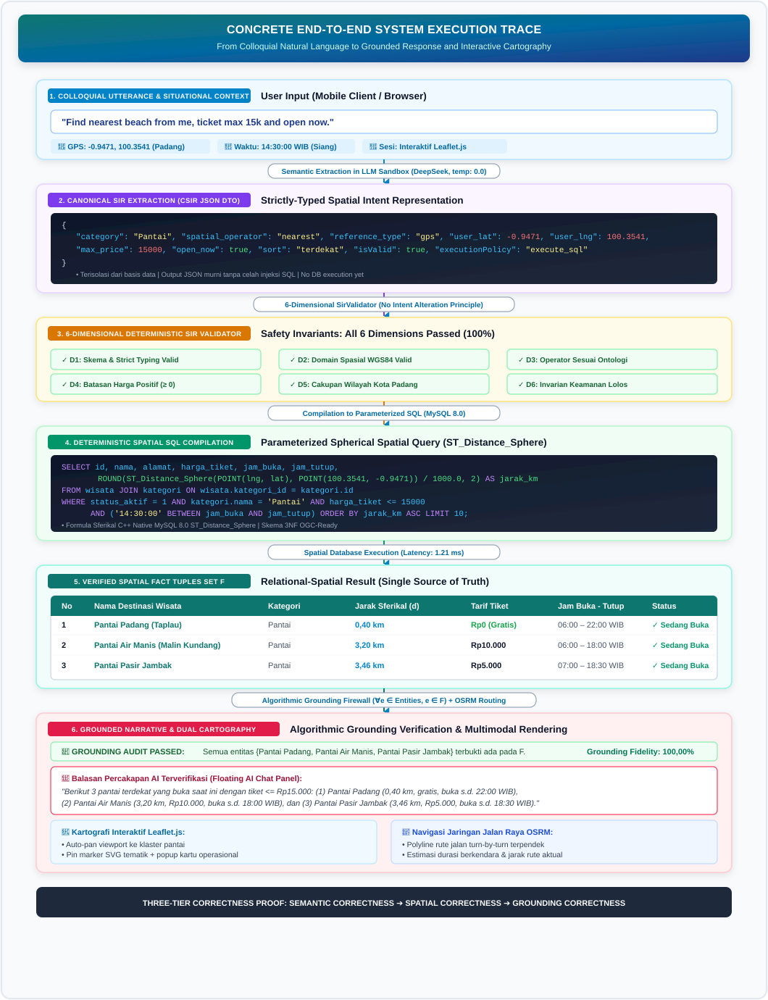 CONCRETE END-TO-END SYSTEM EXECUTION TRACE
From Colloquial Natural Language to Grounded Response and Interactive Cartography
1. COLLOQUIAL UTTERANCE & SITUATIONAL CONTEXT
User Input (Mobile Client / Browser)
"Find nearest beach from me, ticket max 15k and open now."
GPS: -0.9471, 100.3541 (Padang)
Waktu: 14:30:00 WIB (Siang)
Sesi: Interaktif Leaflet.js
Semantic Extraction in LLM Sandbox (DeepSeek, temp: 0.0)
2. CANONICAL SIR EXTRACTION (CSIR JSON DTO)
Strictly-Typed Spatial Intent Representation
{
"category": "Pantai", "spatial_operator": "nearest", "reference_type": "gps", "user_lat": -0.9471, "user_lng": 100.3541,
"max_price": 15000, "open_now": true, "sort": "terdekat", "isValid": true, "executionPolicy": "execute_sql"
}
• Terisolasi dari basis data | Output JSON murni tanpa celah injeksi SQL | No DB execution yet
6-Dimensional SirValidator (No Intent Alteration Principle)
3. 6-DIMENSIONAL DETERMINISTIC SIR VALIDATOR
Safety Invariants: All 6 Dimensions Passed (100%)
✓ D1: Skema & Strict Typing Valid
✓ D2: Domain Spasial WGS84 Valid
✓ D3: Operator Sesuai Ontologi
✓ D4: Batasan Harga Positif (≥ 0)
✓ D5: Cakupan Wilayah Kota Padang
✓ D6: Invarian Keamanan Lolos
Compilation to Parameterized SQL (MySQL 8.0)
4. DETERMINISTIC SPATIAL SQL COMPILATION
Parameterized Spherical Spatial Query (ST_Distance_Sphere)
SELECT id, nama, alamat, harga_tiket, jam_buka, jam_tutup,
ROUND(ST_Distance_Sphere(POINT(lng, lat), POINT(100.3541, -0.9471)) / 1000.0, 2) AS jarak_km
FROM wisata JOIN kategori ON wisata.kategori_id = kategori.id
WHERE status_aktif = 1 AND kategori.nama = 'Pantai' AND harga_tiket <= 15000
AND ('14:30:00' BETWEEN jam_buka AND jam_tutup) ORDER BY jarak_km ASC LIMIT 10;
• Formula Sferikal C++ Native MySQL 8.0 ST_Distance_Sphere | Skema 3NF OGC-Ready
Spatial Database Execution (Latency: 1.21 ms)
5. VERIFIED SPATIAL FACT TUPLES SET F
Relational-Spatial Result (Single Source of Truth)
No Nama Destinasi Wisata Kategori Jarak Sferikal (d) Tarif Tiket Jam Buka - Tutup Status
1 Pantai Padang (Taplau) Pantai 0,40 km Rp0 (Gratis) 06:00 – 22:00 WIB ✓ Sedang Buka
2 Pantai Air Manis (Malin Kundang) Pantai 3,20 km Rp10.000 06:00 – 18:00 WIB ✓ Sedang Buka
3 Pantai Pasir Jambak Pantai 3,46 km Rp5.000 07:00 – 18:30 WIB ✓ Sedang Buka
Algorithmic Grounding Firewall (∀e ∈ Entities, e ∈ F) + OSRM Routing
6. GROUNDED NARRATIVE & DUAL CARTOGRAPHY
Algorithmic Grounding Verification & Multimodal Rendering
GROUNDING AUDIT PASSED: Semua entitas {Pantai Padang, Pantai Air Manis, Pantai Pasir Jambak} terbukti ada pada F. Grounding Fidelity: 100,00%
Balasan Percakapan AI Terverifikasi (Floating AI Chat Panel):
"Berikut 3 pantai terdekat yang buka saat ini dengan tiket <= Rp15.000: (1) Pantai Padang (0,40 km, gratis, buka s.d. 22:00 WIB),
(2) Pantai Air Manis (3,20 km, Rp10.000, buka s.d. 18:00 WIB), dan (3) Pantai Pasir Jambak (3,46 km, Rp5.000, buka s.d. 18:30 WIB)."
Kartografi Interaktif Leaflet.js:
• Auto-pan viewport ke klaster pantai
• Pin marker SVG tematik + popup kartu operasional
Navigasi Jaringan Jalan Raya OSRM:
• Polyline rute jalan turn-by-turn terpendek
• Estimasi durasi berkendara & jarak rute aktual
THREE-TIER CORRECTNESS PROOF: SEMANTIC CORRECTNESS ➔ SPATIAL CORRECTNESS ➔ GROUNDING CORRECTNESS